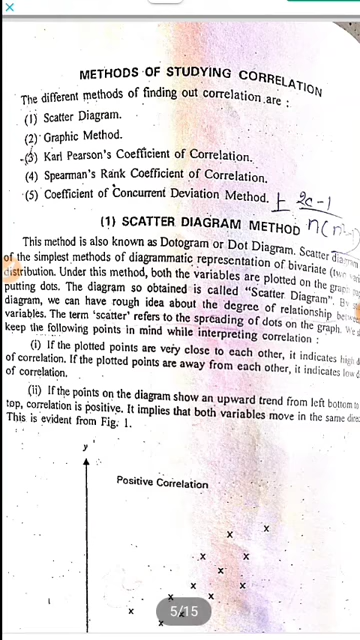 METHODS OF STUDYING CORRELATION
The different methods of finding out correlation are :
(1) Scatter Diagram.
(2) Graphic Method.
(3) Karl Pearson's Coefficient of Correlation.
(4) Spearman's Rank Coefficient of Correlation.
(5) Coefficient of Concurrent Deviation Method. ± 2c-1
(1) SCATTER DIAGRAM METHOD
This method is also known as Dotogram or Dot Diagram. Scatter
of the simplest methods of diagrammatic representation of bivariate
distribution. Under this method, both the variables are plotted on the
putting dots. The diagram so obtained is called "Scatter Diagram". By
diagram, we can have rough idea about the degree of relationship
variables. The term 'scatter' refers to the spreading of dots on the graph.
keep the following points in mind while interpreting correlation :
(i) If the plotted points are very close to each other, it indicates high
of correlation. If the plotted points are away from each other, it indicates low
of correlation.
(ii) If the points on the diagram show an upward trend from left bottom to
top, correlation is positive. It implies that both variables move in the same
This is evident from Fig. 1.
y
Positive Correlation
5/15